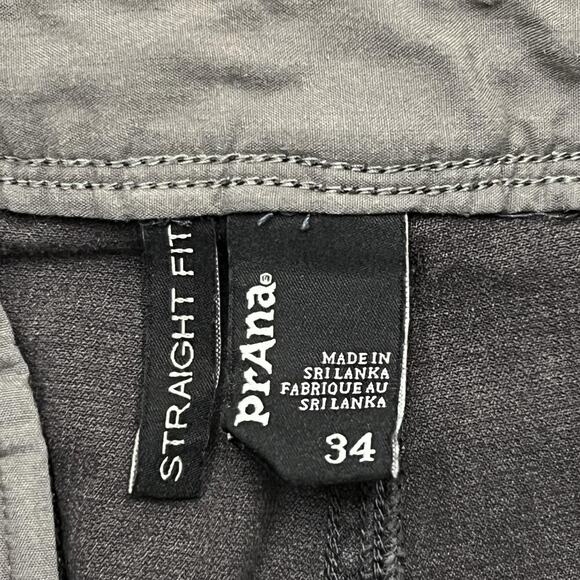 STRAIGHT FIT
prAna®
MADE IN
SRI LANKA
FABRIQUE AU
SRI LANKA
34